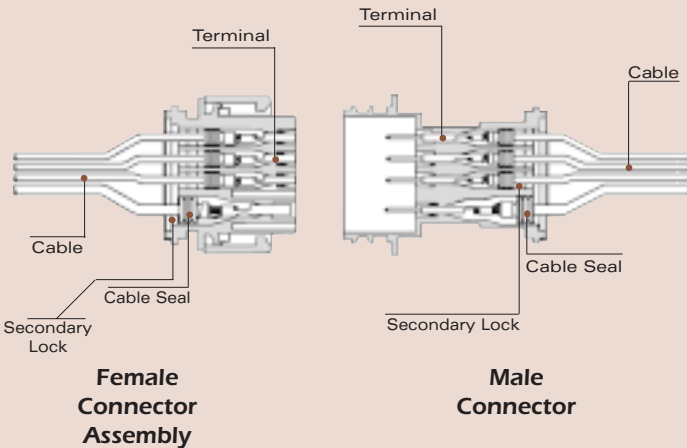 Terminal
Terminal
Cable
Cable
Cable Seal
Cable Seal
Secondary
Lock
Secondary Lock
Female
Connector
Assembly
Male
Connector